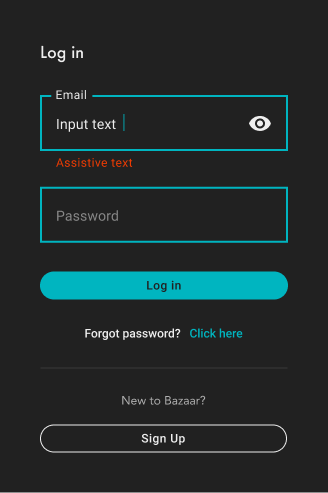 Log in
Email
Input text
Assistive text
Password
Log in
Forgot password? Click here
New to Bazaar?
Sign Up